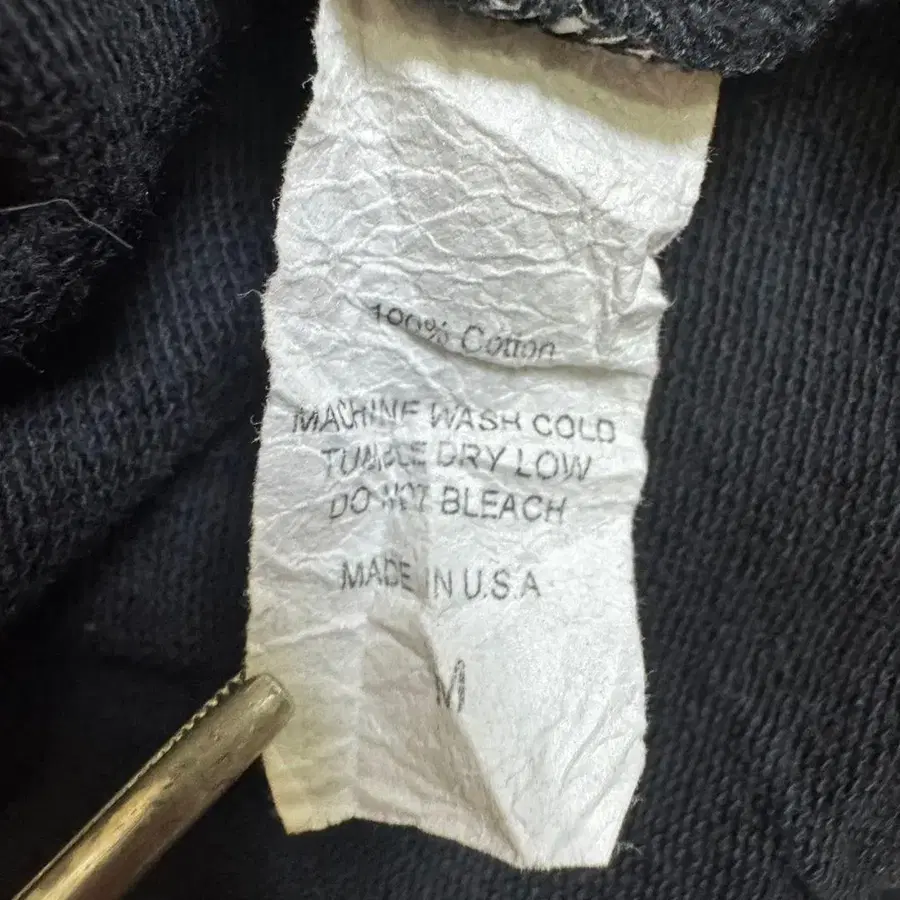 100% Cotton
MACHINE WASH COLD
TUMBLE DRY LOW
DO NOT BLEACH
MADE IN U.S.A
M